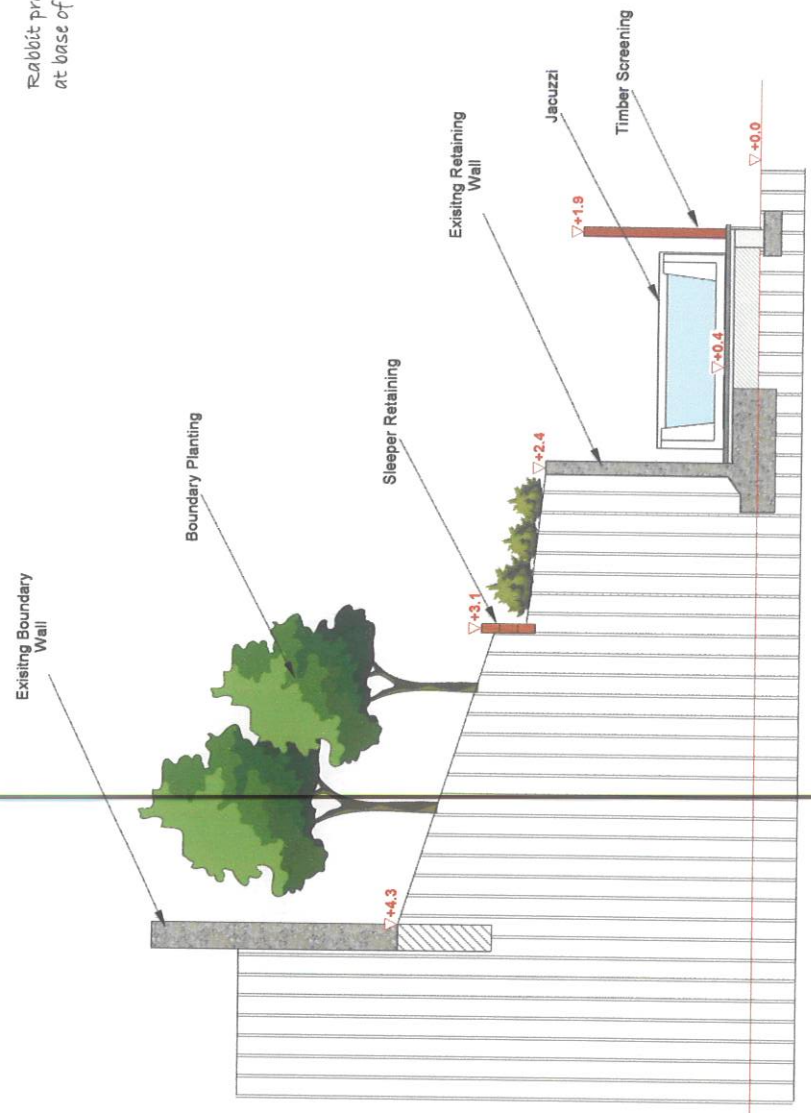 Rabbit
at base of
Exisitng Boundary
Wall
Boundary Planting
Sleeper Retaining
Exisitng Retaining
Wall
Jacuzzi
Timber Screening
+4.3
+3.1
+2.4
+1.9
+0.4
+0.0